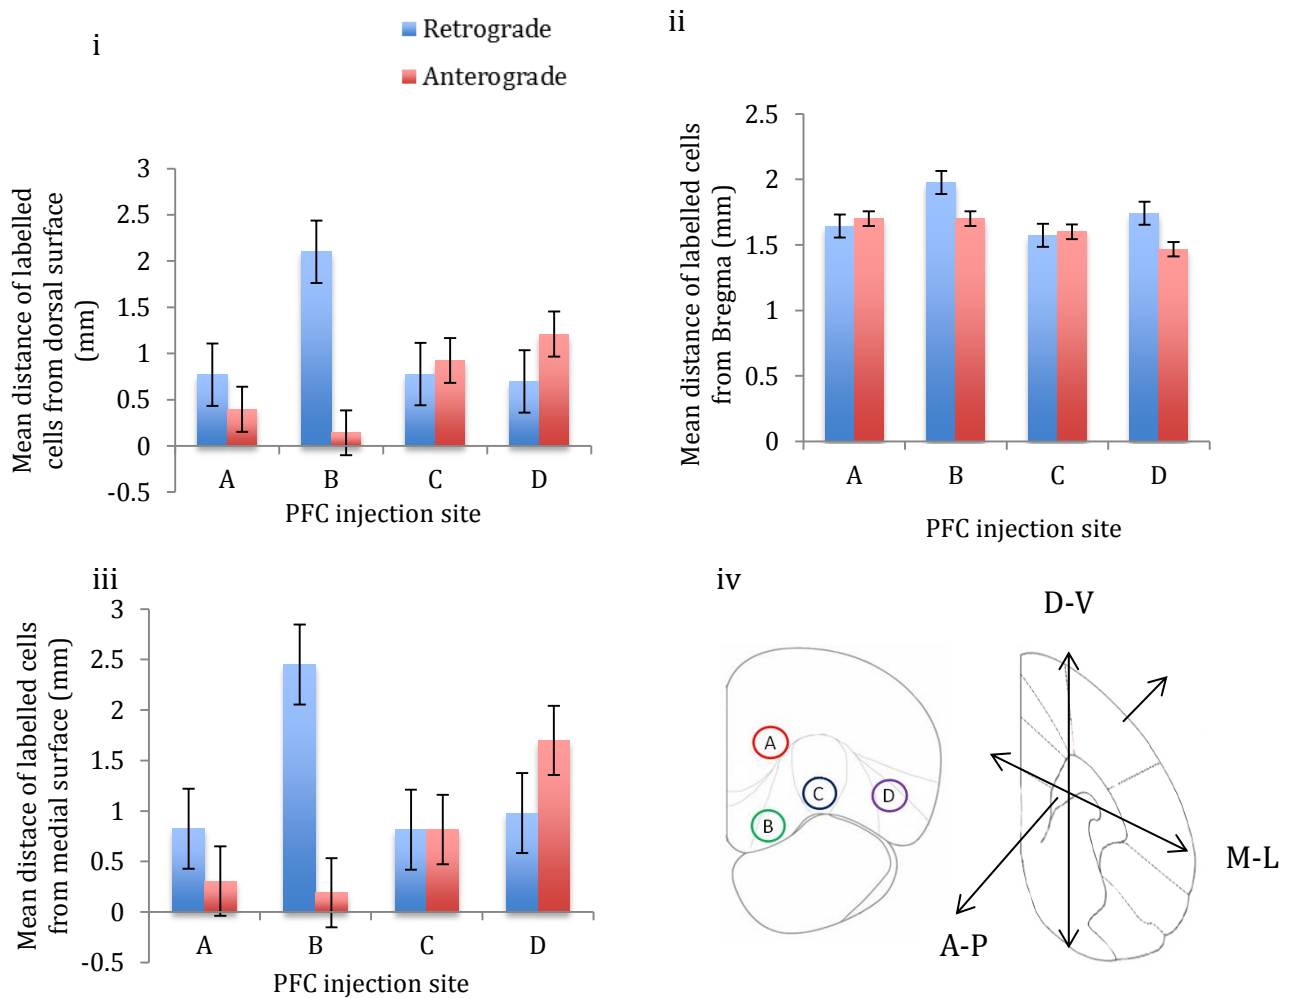 i
Retrograde
Anterograde
Mean distance of labelled
cells from dorsal surface
(mm)
3
2.5
2
1.5
1
0.5
0
-0.5
A B C D
PFC injection site
ii
Mean distance of labelled cells
from Bregma (mm)
2.5
2
1.5
1
0.5
0
A B C D
PFC injection site
iii
Mean distace of labelled cells
from medial surface (mm)
3
2.5
2
1.5
1
0.5
0
-0.5
A B C D
PFC injection site
iv
A
B
C
D
D-V
M-L
A-P